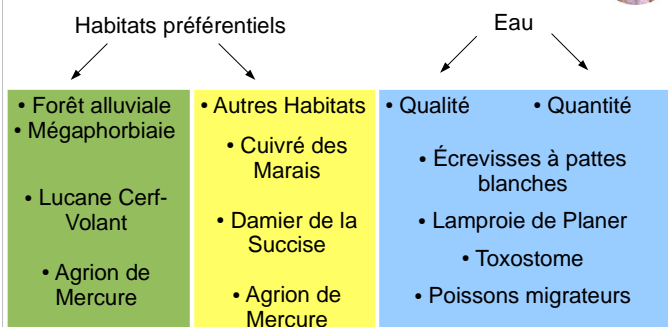 Habitats préférentiels
Eau
• Forêt alluviale
• Mégaphorbiaie
• Lucane Cerf-
Volant
• Agrion de
Mercure
• Autres Habitats
• Cuivré des
Marais
• Damier de la
Succise
• Agrion de
Mercure
• Qualité
• Quantité
• Écrevisses à pattes
blanches
• Lamproie de Planer
• Toxostome
• Poissons migrateurs